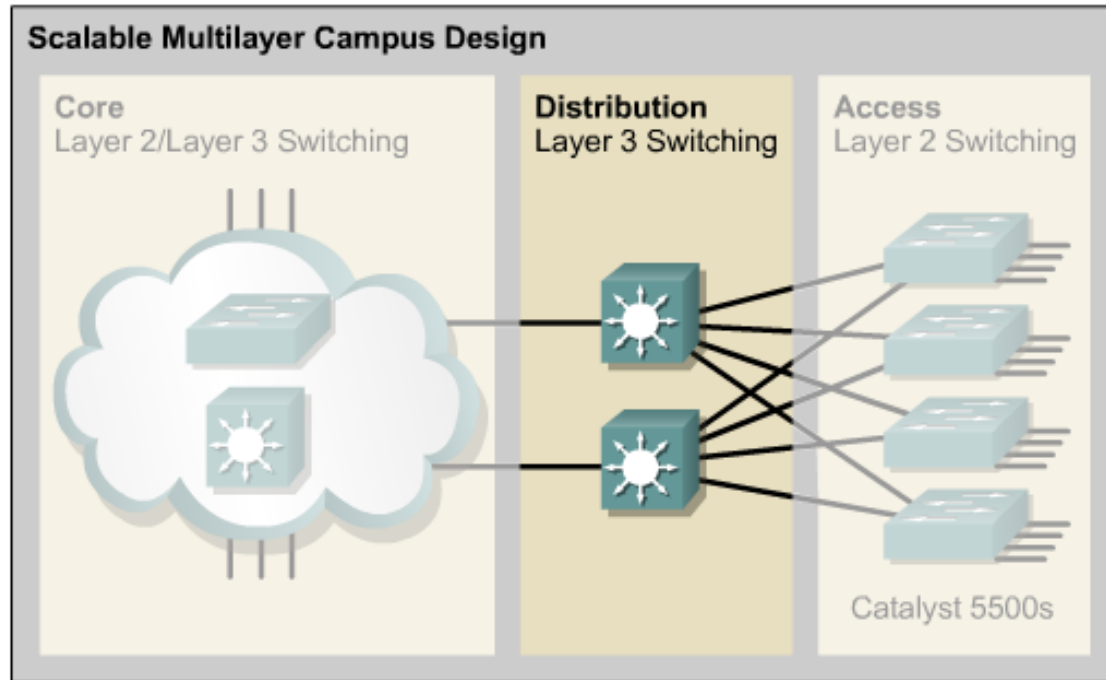 Scalable Multilayer Campus Design
Core
Layer 2/Layer 3 Switching
Distribution
Layer 3 Switching
Access
Layer 2 Switching
Catalyst 5500s